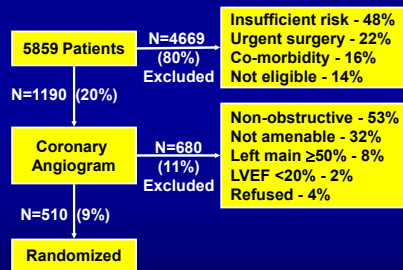 5859 Patients
N=4669
(80%)
Excluded
Insufficient risk - 48%
Urgent surgery - 22%
Co-morbidity - 16%
Not eligible - 14%
N=1190 (20%)
Coronary
Angiogram
N=680
(11%)
Excluded
Non-obstructive - 53%
Not amenable - 32%
Left main ≥50% - 8%
LVEF <20% - 2%
Refused - 4%
N=510 (9%)
Randomized